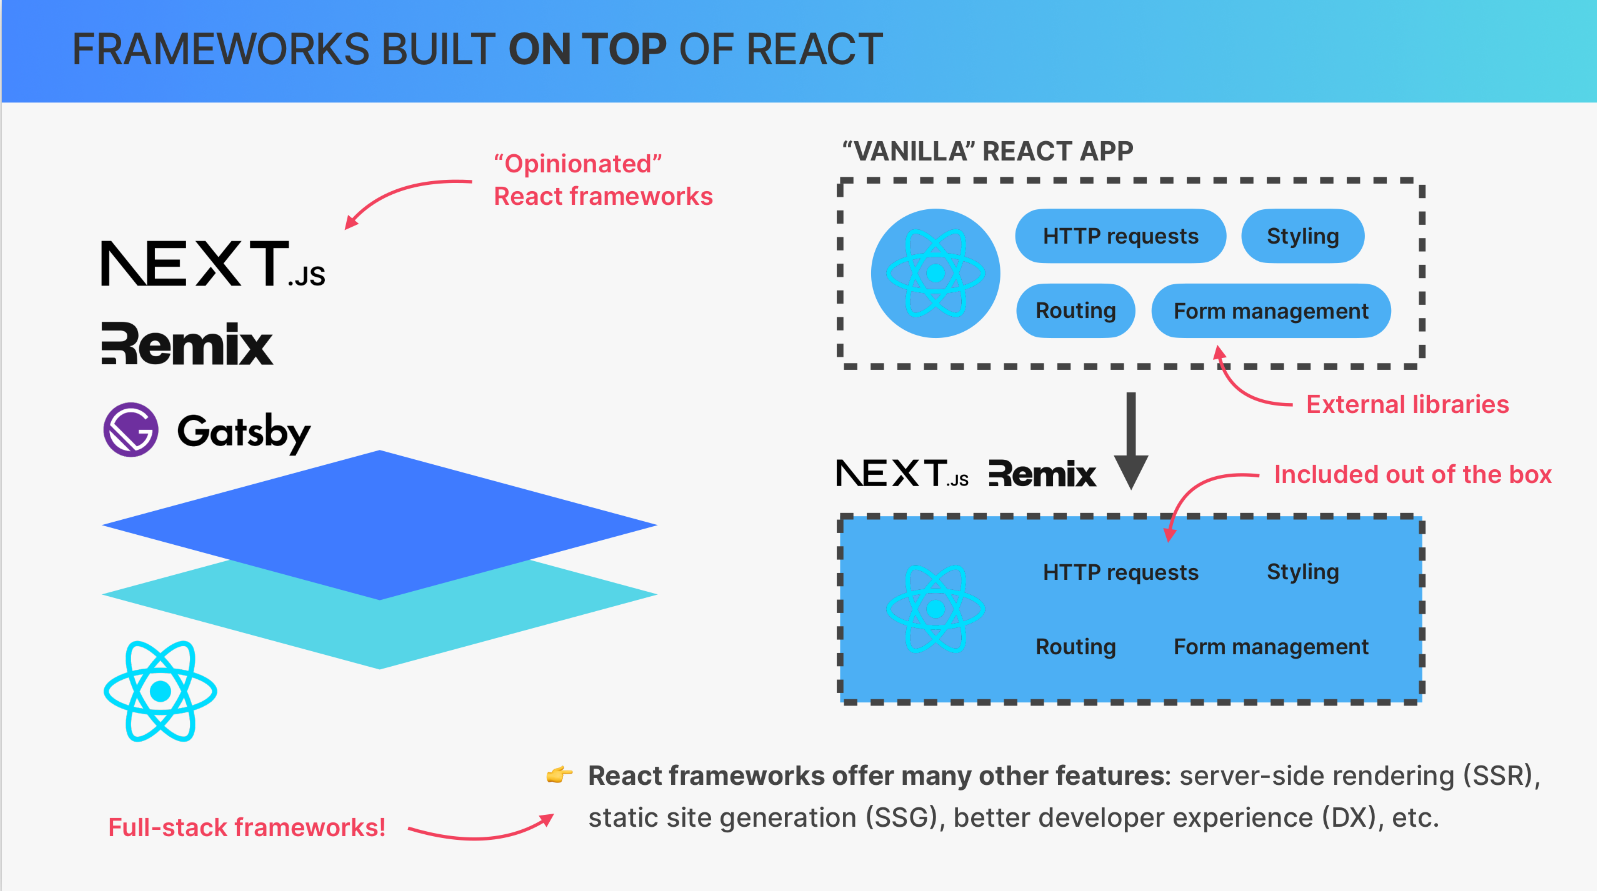 FRAMEWORKS BUILT ON TOP OF REACT
“Opinionated”
React frameworks
NEXT.JS
Remix
Gatsby
“VANILLA” REACT APP
HTTP requests
Styling
Routing
Form management
External libraries
NEXT.JS
Remix
Included out of the box
HTTP requests
Styling
Routing
Form management
👉 React frameworks offer many other features: server-side rendering (SSR),
static site generation (SSG), better developer experience (DX), etc.
Full-stack frameworks!